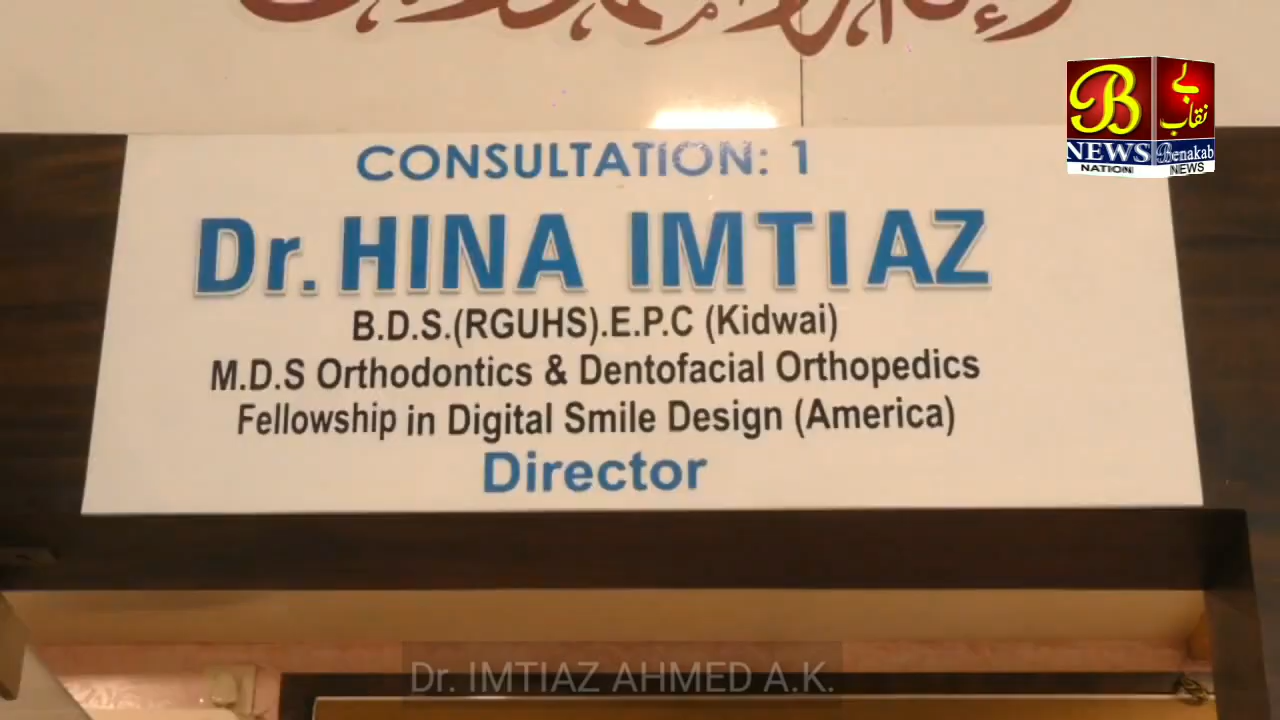 CONSULTATION: 1
Dr. HINA IMTIAZ
B.D.S.(RGUHS).E.P.C (Kidwai)
M.D.S Orthodontics & Dentofacial Orthopedics
Fellowship in Digital Smile Design (America)
Director
B
NEWS
NATION
بے
نقاب
Benakab
NEWS
Dr. IMTIAZ AHMED A.K.